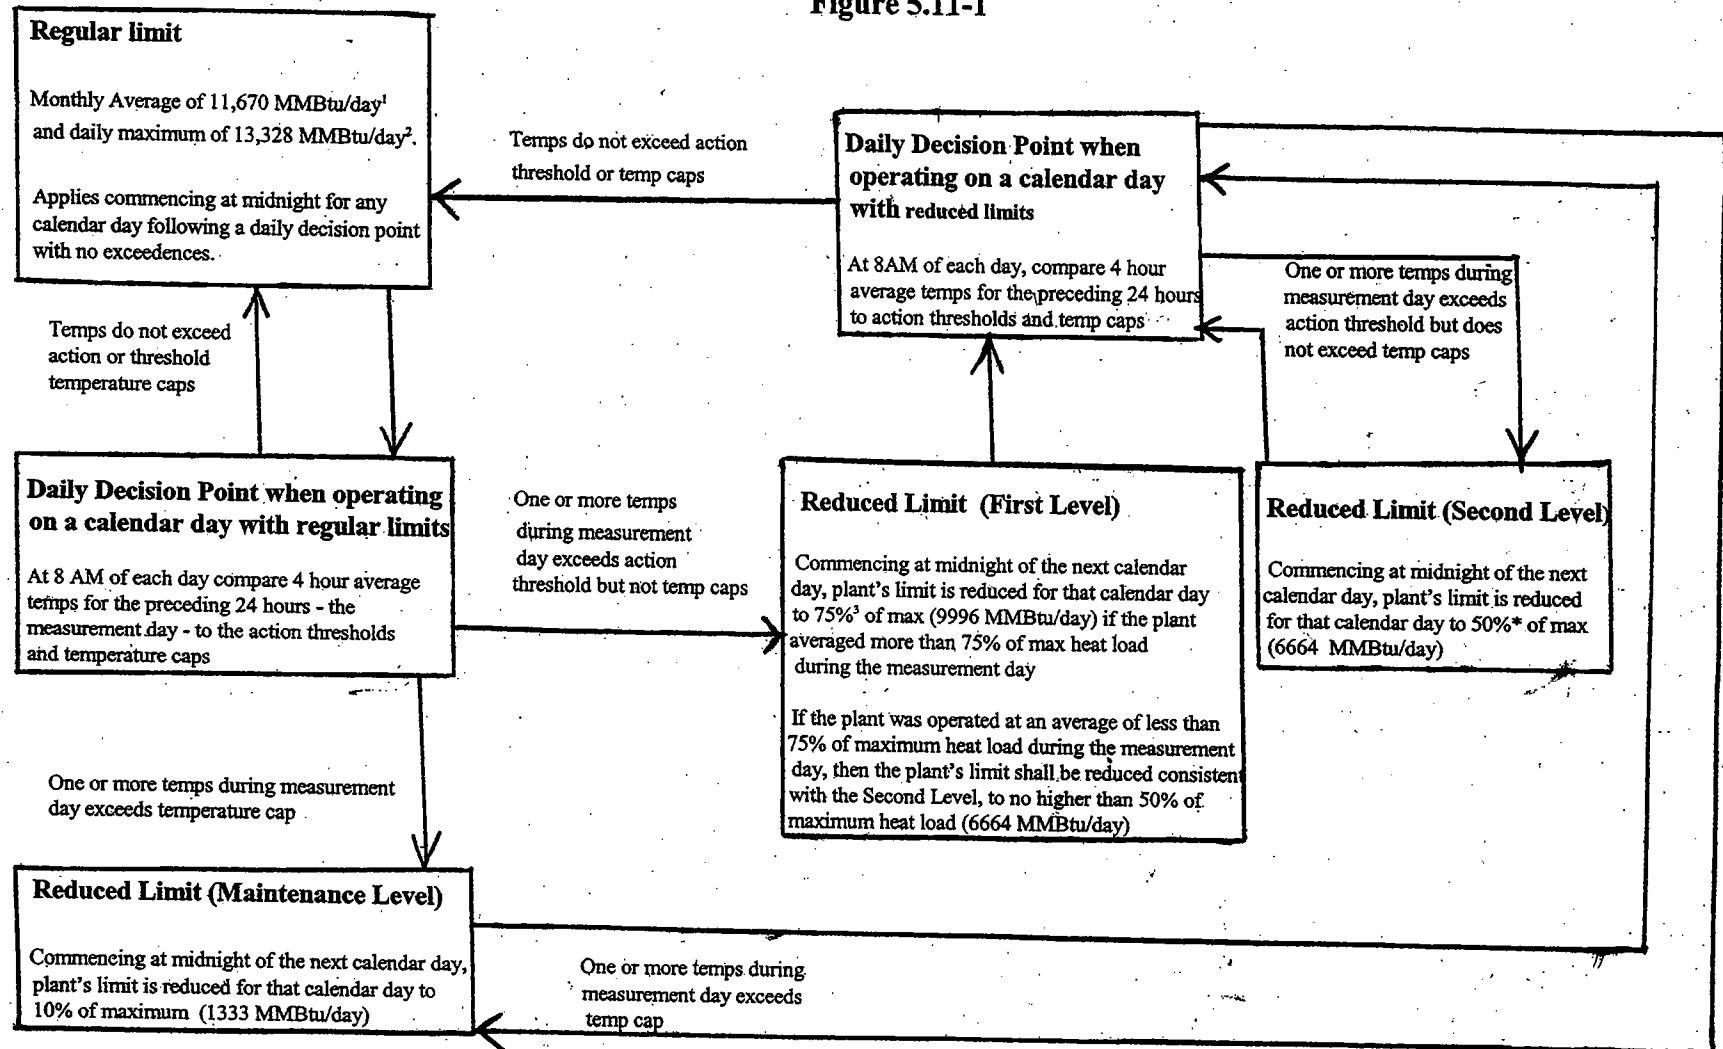 Figure 5.11-1
Regular limit
Monthly Average of 11,670 MMBtu/day¹
and daily maximum of 13,328 MMBtu/day².
Applies commencing at midnight for any
calendar day following a daily decision point
with no exceedences.
Temps do not exceed action
threshold or temp caps
Daily Decision Point when
operating on a calendar day
with reduced limits
At 8AM of each day, compare 4 hour
average temps for the preceding 24 hours
to action thresholds and temp caps
One or more temps during
measurement day exceeds
action threshold but does
not exceed temp caps
Temps do not exceed
action or threshold
temperature caps
Daily Decision Point when operating
on a calendar day with regular limits
At 8 AM of each day compare 4 hour average
temps for the preceding 24 hours - the
measurement day - to the action thresholds
and temperature caps
One or more temps
during measurement
day exceeds action
threshold but not temp caps
Reduced Limit (First Level)
Commencing at midnight of the next calendar
day, plant's limit is reduced for that calendar day
to 75%³ of max (9996 MMBtu/day) if the plant
averaged more than 75% of max heat load
during the measurement day
If the plant was operated at an average of less than
75% of maximum heat load during the measurement
day, then the plant's limit shall be reduced consisten
with the Second Level, to no higher than 50% of
maximum heat load (6664 MMBtu/day)
Reduced Limit (Second Level)
Commencing at midnight of the next
calendar day, plant's limit is reduced
for that calendar day to 50%* of max
(6664 MMBtu/day)
One or more temps during measurement
day exceeds temperature cap
Reduced Limit (Maintenance Level)
Commencing at midnight of the next calendar day,
plant's limit is reduced for that calendar day to
10% of maximum (1333 MMBtu/day)
One or more temps during
measurement day exceeds
temp cap